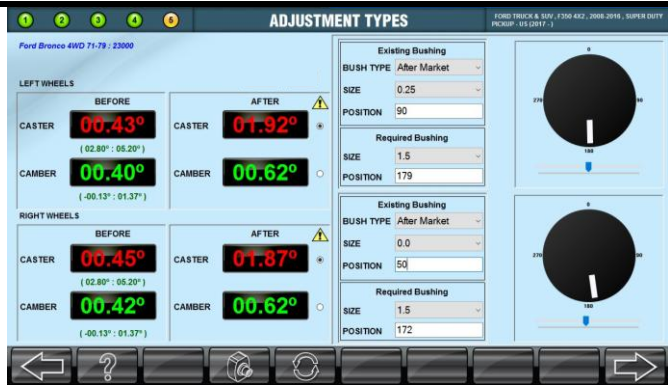 1 2 3 4 5
ADJUSTMENT TYPES
FORD TRUCK & SUV , F350 4X2 , 2008-2016 , SUPER DUTY
PICKUP - US (2017 - )
Ford Bronco 4WD 71-79 : 23000
LEFT WHEELS
BEFORE
AFTER
CASTER 00.43º
CASTER 01.92º
( 02.80° : 05.20° )
CAMBER 00.40º
CAMBER 00.62º
( -00.13° : 01.37° )
Existing Bushing
BUSH TYPE After Market
SIZE 0.25
POSITION 90
Required Bushing
SIZE 1.5
POSITION 179
0
270
90
180
RIGHT WHEELS
BEFORE
AFTER
CASTER 00.45º
CASTER 01.87º
( 02.80° : 05.20° )
CAMBER 00.42º
CAMBER 00.62º
( -00.13° : 01.37° )
Existing Bushing
BUSH TYPE After Market
SIZE 0.0
POSITION 50
Required Bushing
SIZE 1.5
POSITION 172
0
270
90
180